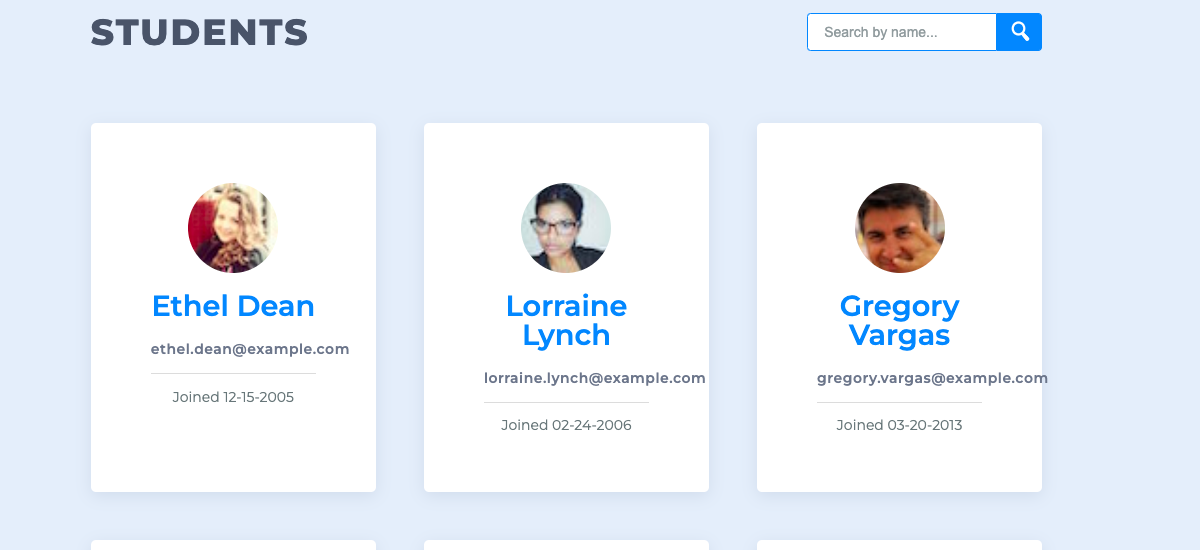 STUDENTS
Search by name...
Ethel Dean
ethel.dean@example.com
Joined 12-15-2005
Lorraine
Lynch
lorraine.lynch@example.com
Joined 02-24-2006
Gregory
Vargas
gregory.vargas@example.com
Joined 03-20-2013